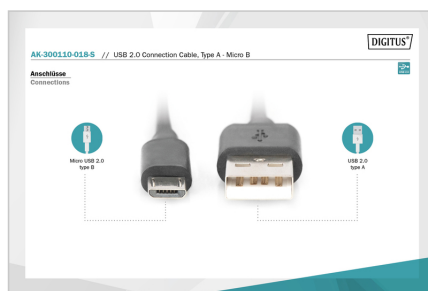 DIGITUS®
AK-300110-018-S // USB 2.0 Connection Cable, Type A - Micro B
Anschlüsse
Connections
Micro USB 2.0
type B
USB 2.0
type A